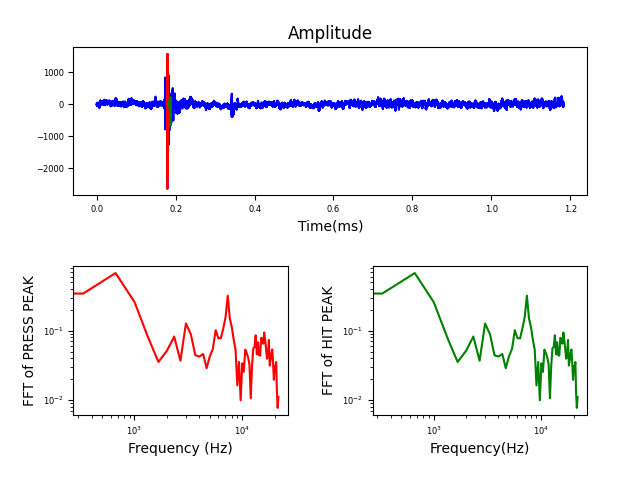 Amplitude
1000
0
−1000
−2000
0.0 0.2 0.4 0.6 0.8 1.0 1.2
Time(ms)
FFT of PRESS PEAK
10⁻¹
10⁻²
10³ 10⁴
Frequency (Hz)
FFT of HIT PEAK
10⁻¹
10⁻²
10³ 10⁴
Frequency(Hz)